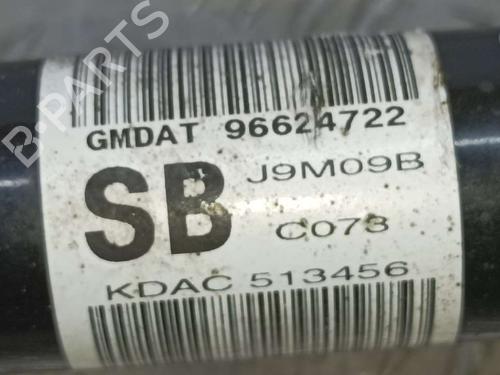 GMDAT 96624722
SB
J9M09B
C073
KDAC 513456
B-PARTS